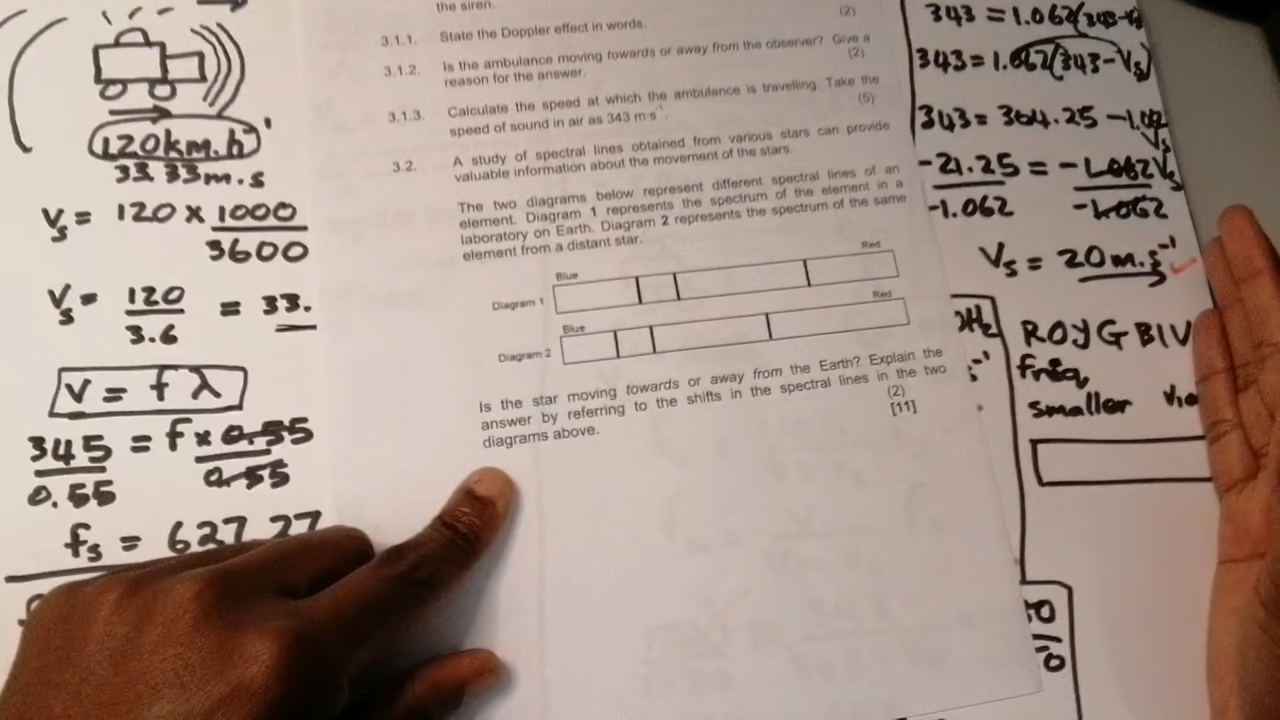 120km.h-1
33.33m.s
Vs = 120 x 1000
3600
Vs = 120 = 33.
3.6
V = f λ
345 = f x 0.55
0.55 0.55
fs = 627.27
the siren.
(2)
3.1.1. State the Doppler effect in words.
3.1.2. Is the ambulance moving towards or away from the observer? Give a
reason for the answer. (2)
3.1.3. Calculate the speed at which the ambulance is travelling. Take the
speed of sound in air as 343 m·s-1. (5)
3.2. A study of spectral lines obtained from various stars can provide
valuable information about the movement of the stars.
The two diagrams below represent different spectral lines of an
element. Diagram 1 represents the spectrum of the element in a
laboratory on Earth. Diagram 2 represents the spectrum of the same
element from a distant star.
Blue Red
Diagram 1
Blue Red
Diagram 2
Is the star moving towards or away from the Earth? Explain the
answer by referring to the shifts in the spectral lines in the two
diagrams above. (2)
[11]
343 = 1.062(343-
343 = 1.062(343 - Vs)
343 = 364.25 - 1.062
Vs
-21.25 = -1.062Vs
-1.062 -1.062
Vs = 20m.s-1
Hz
ROYGBIV
freq
smaller